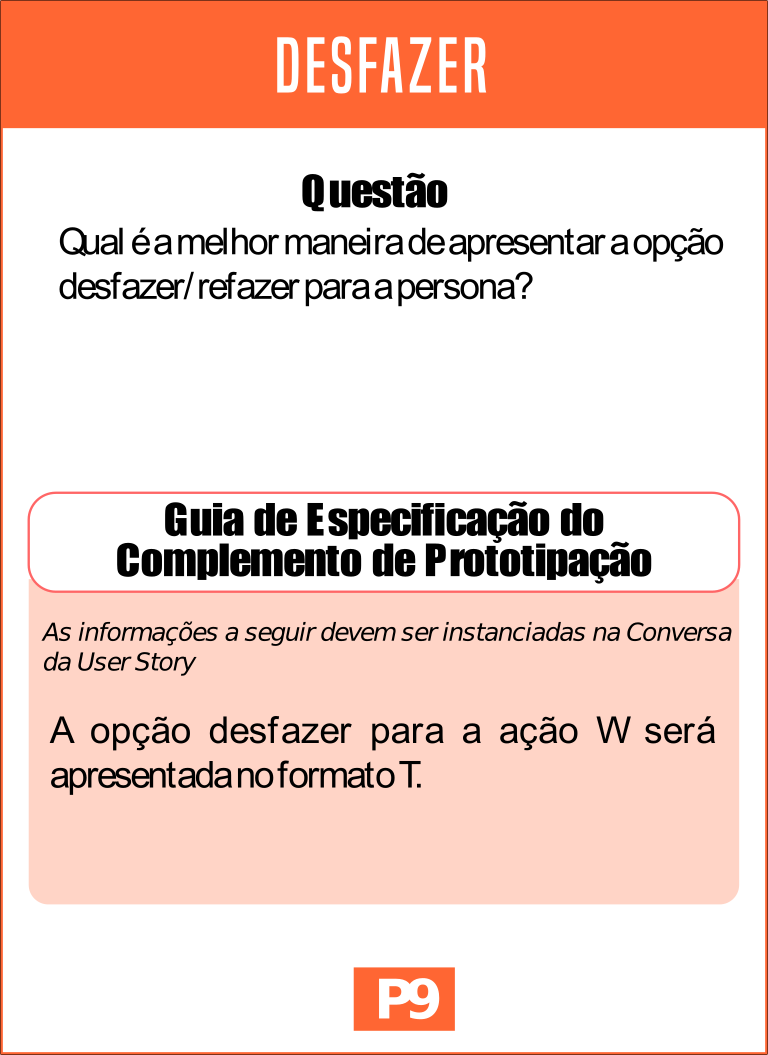 DESFAZER
Questão
Qual é a melhor maneira de apresentar a opção
desfazer/ refazer para a persona?
Guia de Especificação do
Complemento de Prototipação
As informações a seguir devem ser instanciadas na Conversa
da User Story
A opção desfazer para a ação W será
apresentada no formato T.
P9